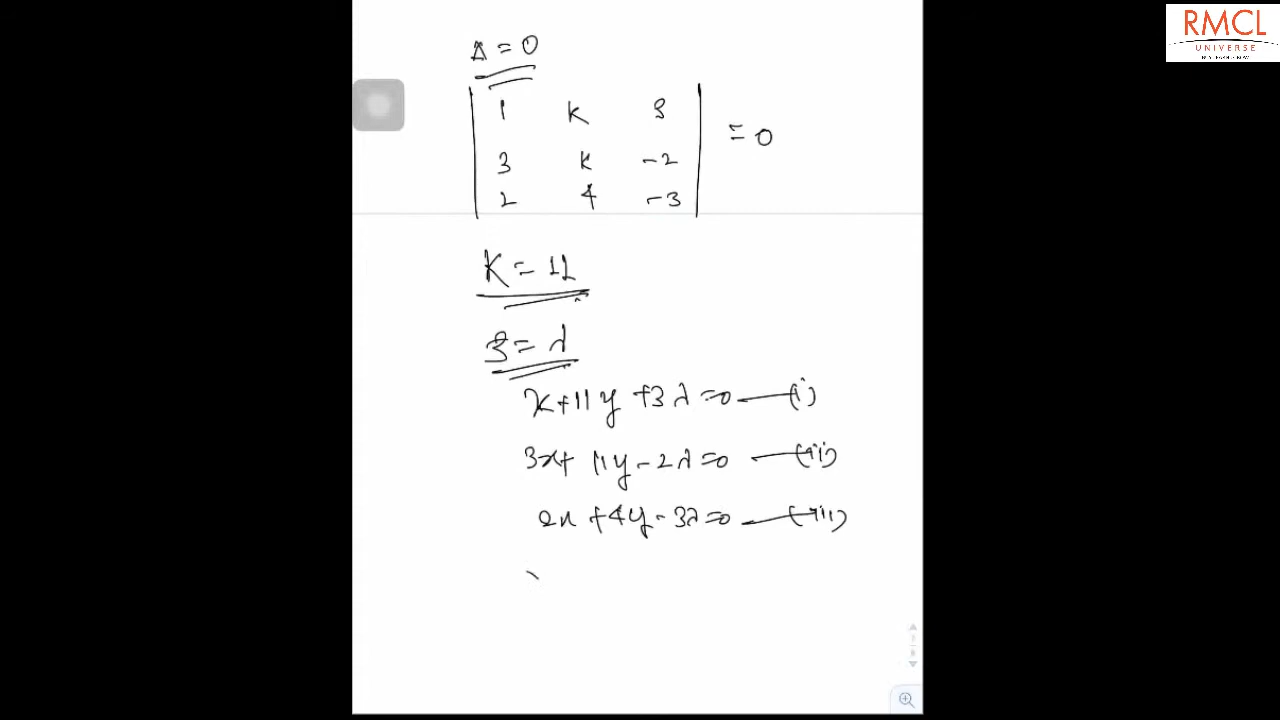 RMCL
UNIVERSE
Δ = 0
| 1 K 3 |
| 3 K -2 | = 0
| 2 4 -3 |
K = 11
z = λ
x + 11y + 3λ = 0 —(i)
3x + 11y - 2λ = 0 —(ii)
2x + 4y - 3λ = 0 —(iii)